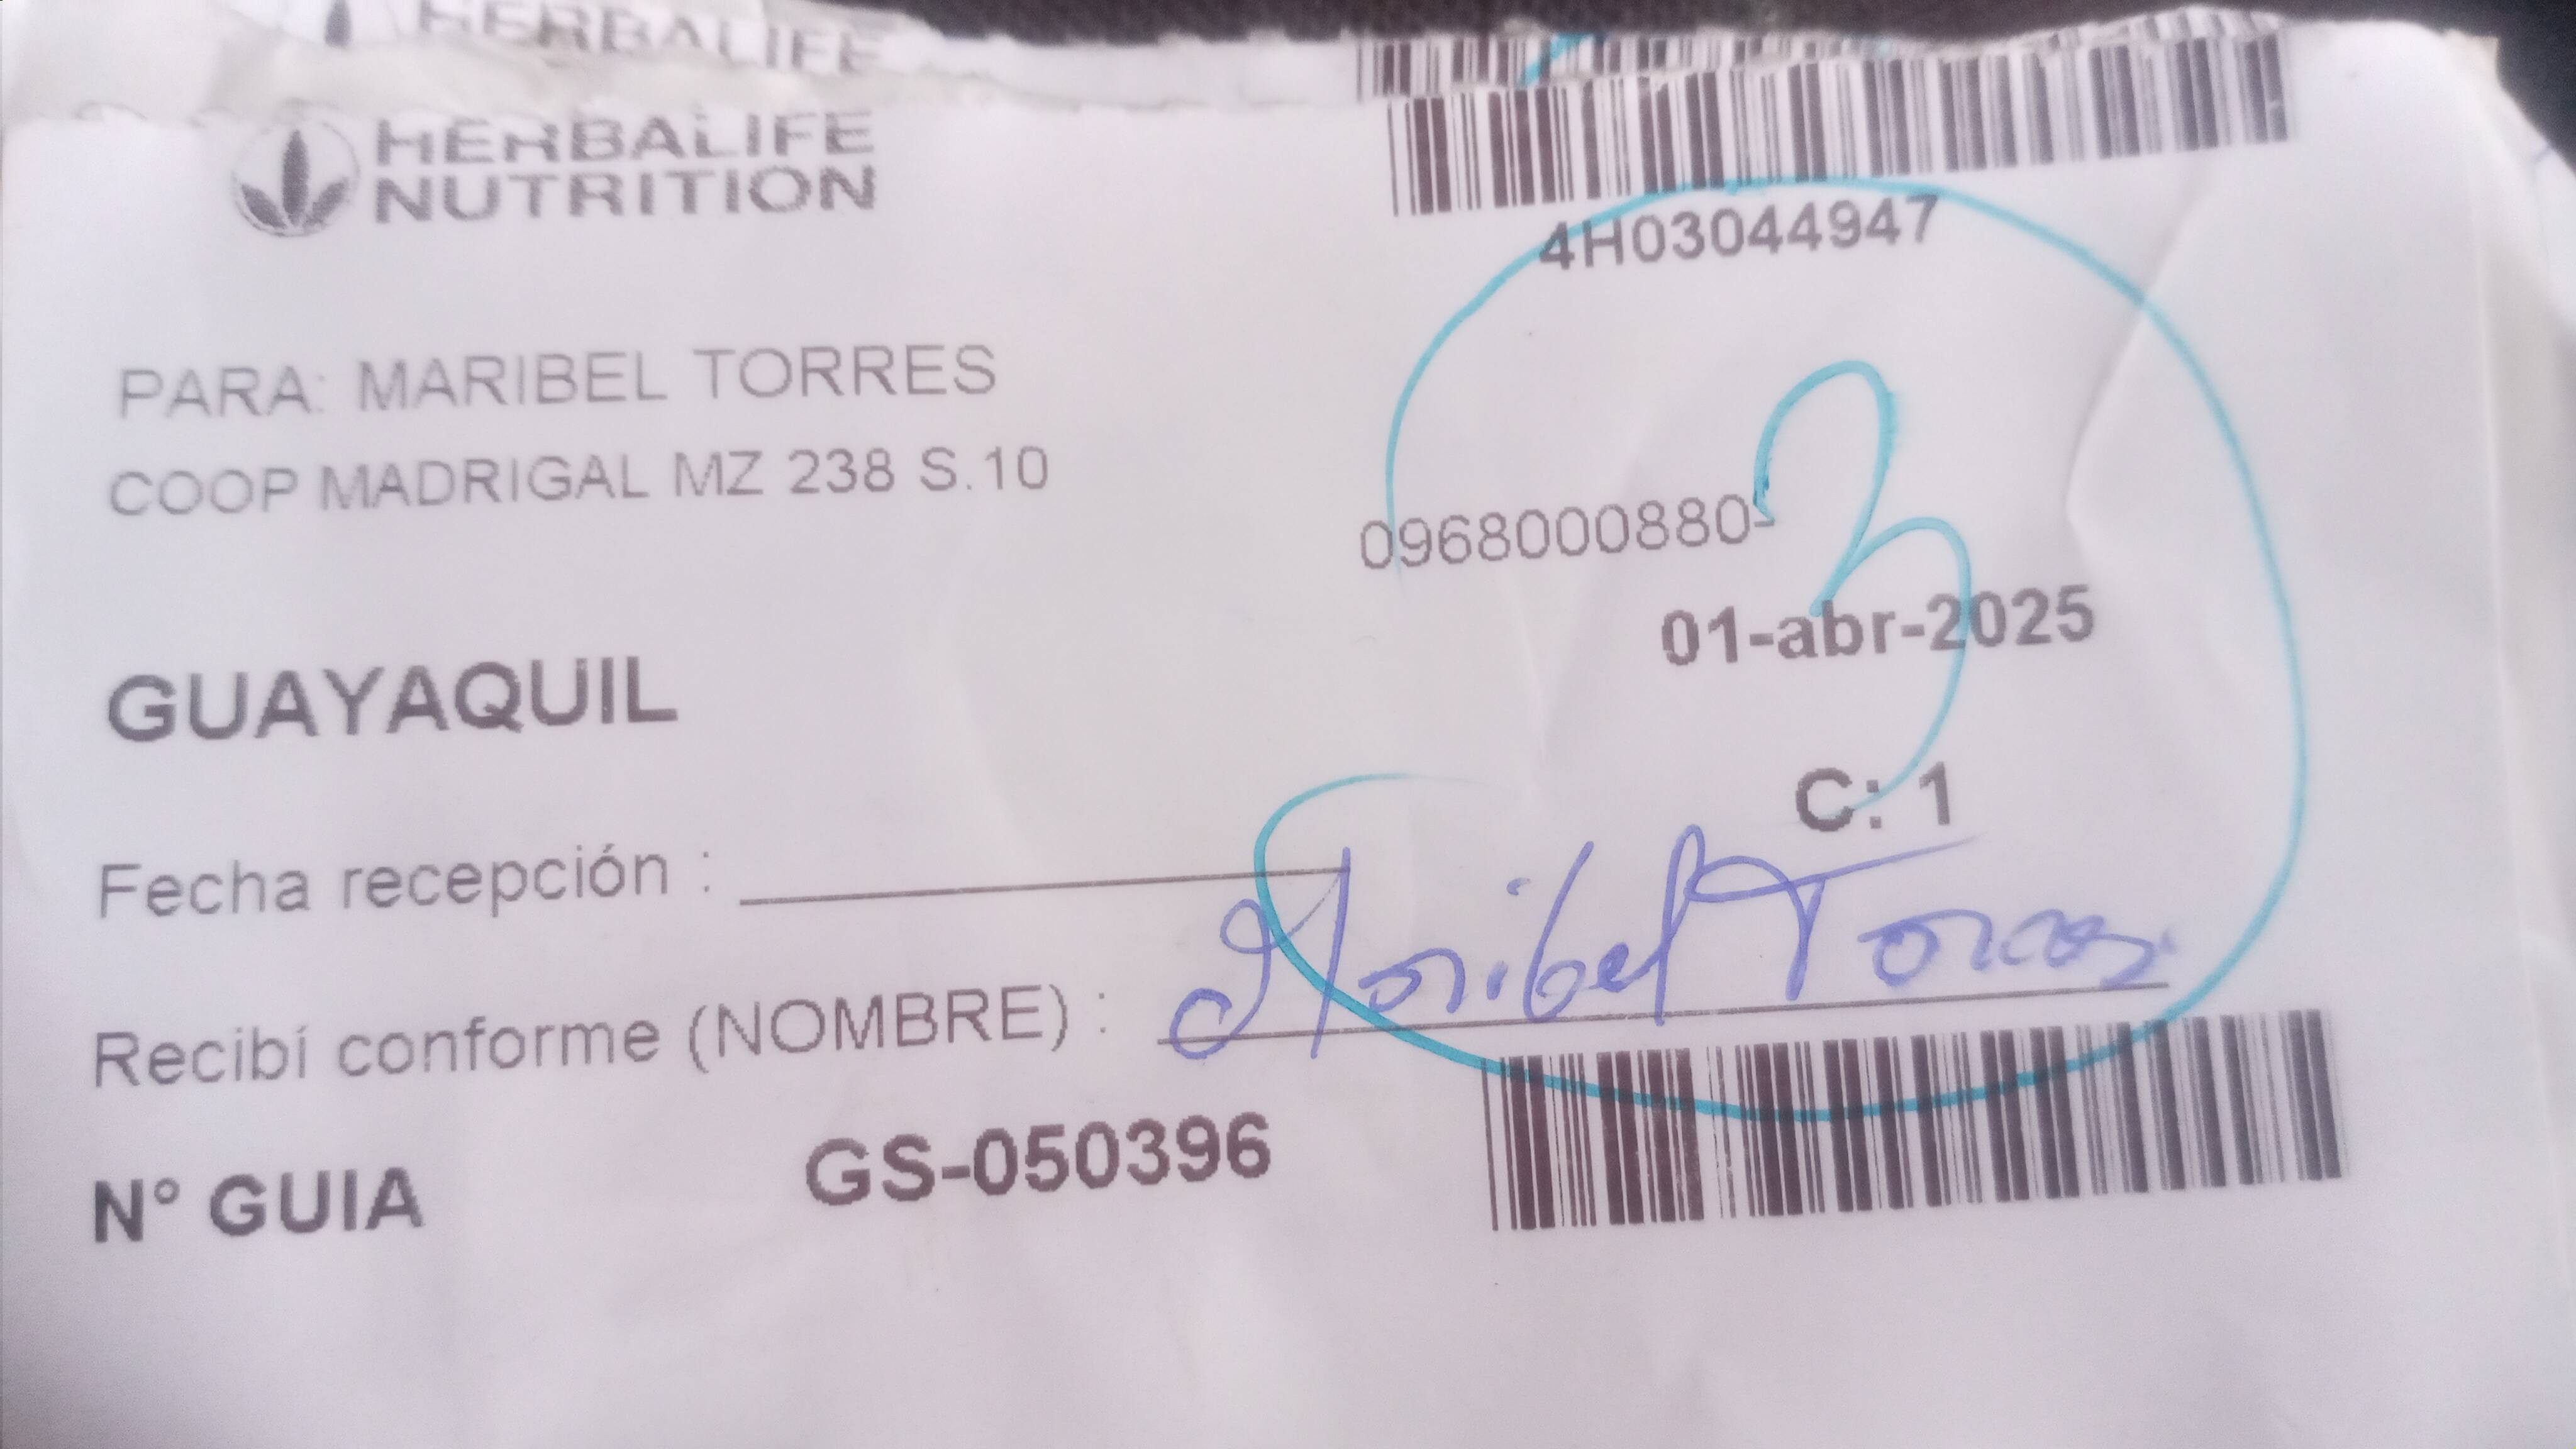 HERBALIFE
HERBALIFE
NUTRITION
4H03044947
PARA: MARIBEL TORRES
COOP MADRIGAL MZ 238 S.10
0968000880-
3
01-abr-2025
GUAYAQUIL
C: 1
Fecha recepción :
Recibí conforme (NOMBRE) : Maribel Torres
N° GUIA GS-050396